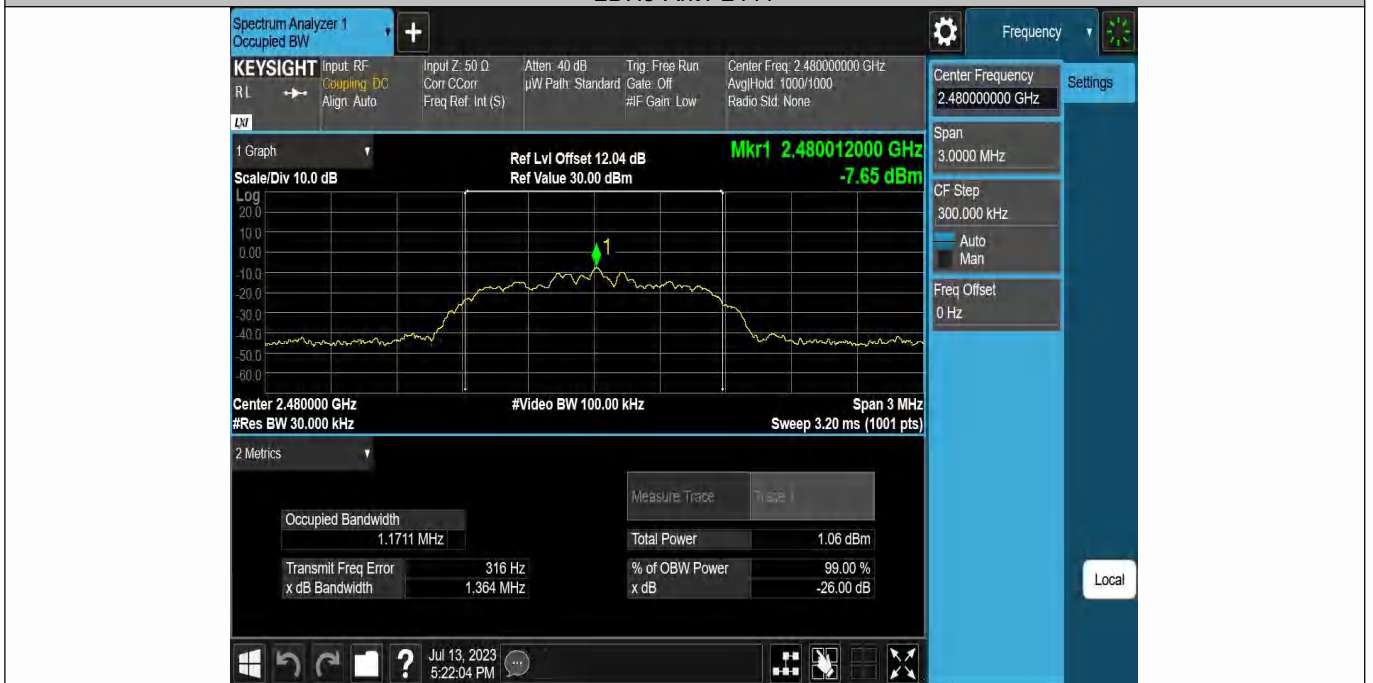 Spectrum Analyzer 1
Occupied BW
Frequency
KEYSIGHT
RL
LXI
Input: RF
Coupling: DC
Align: Auto
Input Z: 50 Ω
Corr CCorr
Freq Ref: Int (S)
Atten: 40 dB
µW Path: Standard
Trig: Free Run
Gate: Off
#IF Gain: Low
Center Freq: 2.480000000 GHz
Avg|Hold: 1000/1000
Radio Std: None
Center Frequency
2.480000000 GHz
Settings
Span
3.0000 MHz
CF Step
300.000 kHz
Auto
Man
Freq Offset
0 Hz
Local
1 Graph
Scale/Div 10.0 dB
Ref Lvl Offset 12.04 dB
Ref Value 30.00 dBm
Mkr1 2.480012000 GHz
-7.65 dBm
Log
20.0
10.0
0.00
-10.0
-20.0
-30.0
-40.0
-50.0
-60.0
1
Center 2.480000 GHz
#Video BW 100.00 kHz
Span 3 MHz
#Res BW 30.000 kHz
Sweep 3.20 ms (1001 pts)
2 Metrics
Measure Trace Trace 1
Occupied Bandwidth
1.1711 MHz
Total Power 1.06 dBm
Transmit Freq Error 316 Hz
% of OBW Power 99.00 %
x dB Bandwidth 1.364 MHz
x dB -26.00 dB
Jul 13, 2023
5:22:04 PM